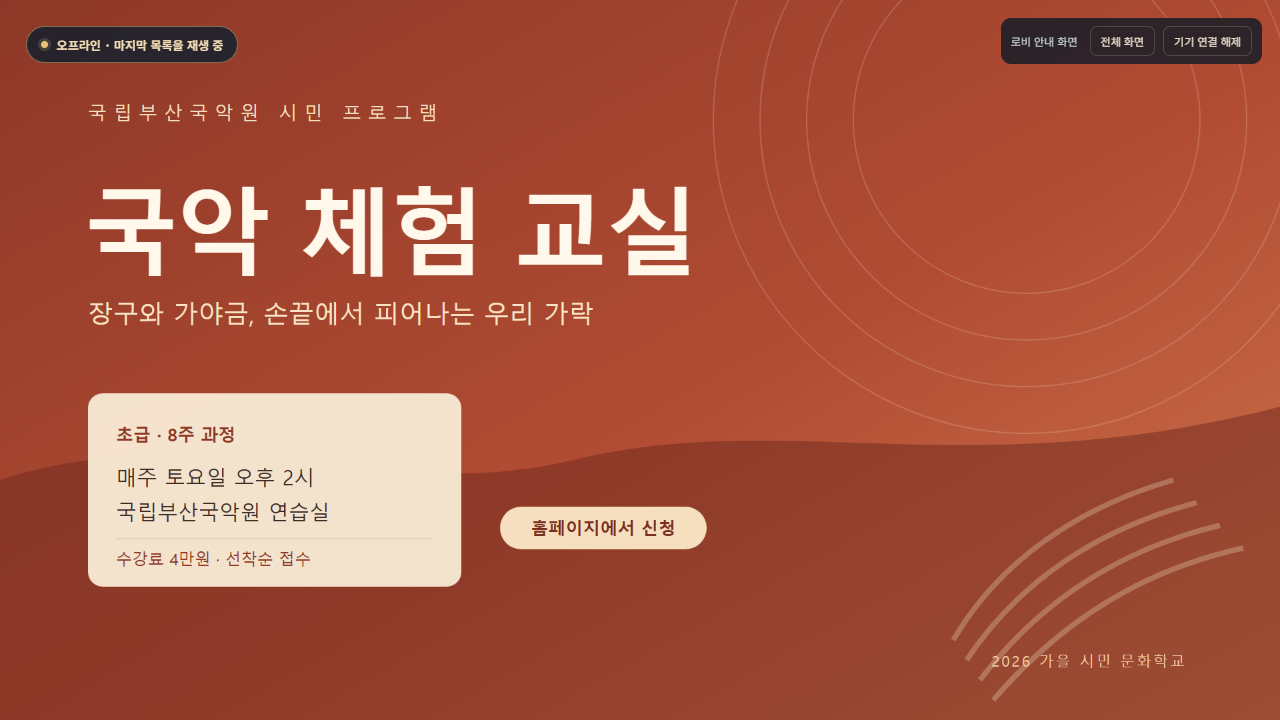 오프라인 · 마지막 목록을 재생 중
로비 안내 화면
전체 화면
기기 연결 해제
국립부산국악원 시민 프로그램
국악 체험 교실
장구와 가야금, 손끝에서 피어나는 우리 가락
초급 · 8주 과정
매주 토요일 오후 2시
국립부산국악원 연습실
수강료 4만원 · 선착순 접수
홈페이지에서 신청
2026 가을 시민 문화학교